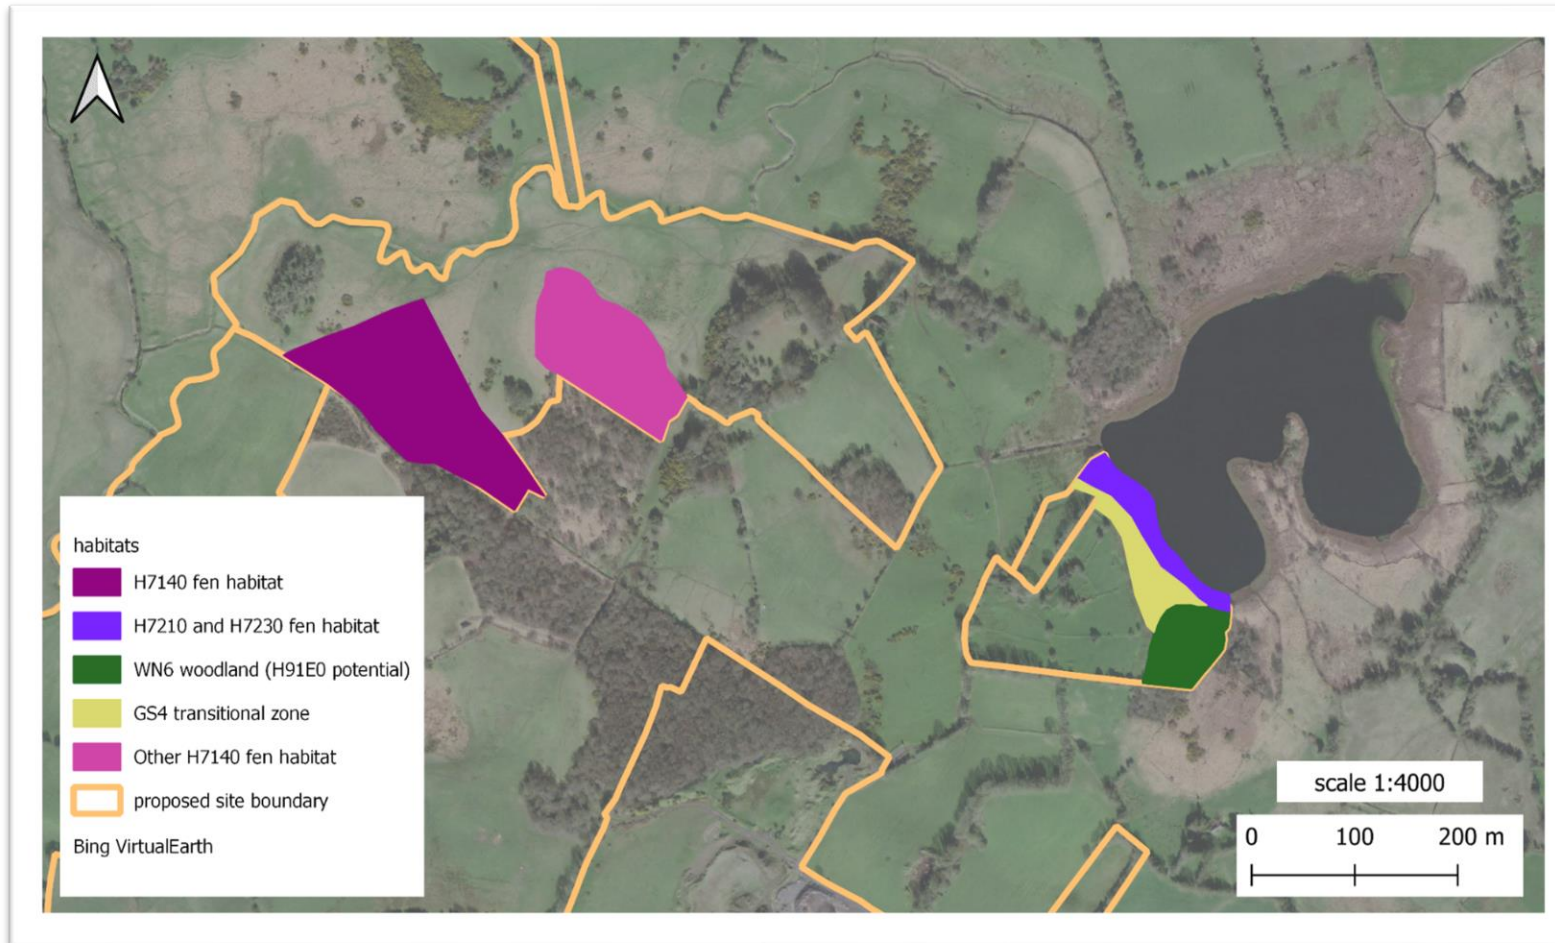 habitats
H7140 fen habitat
H7210 and H7230 fen habitat
WN6 woodland (H91E0 potential)
GS4 transitional zone
Other H7140 fen habitat
proposed site boundary
Bing VirtualEarth
scale 1:4000
0 100 200 m